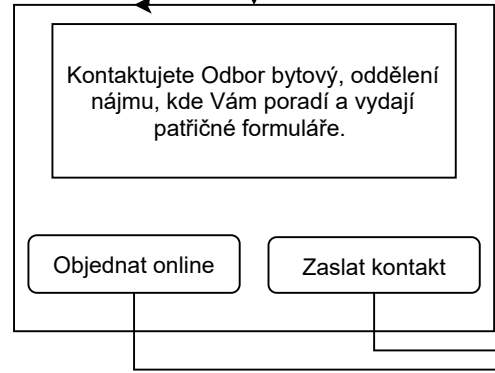 Kontaktujete Odbor bytový, oddělení
nájmu, kde Vám poradí a vydají
patřičné formuláře.
Objednat online
Zaslat kontakt